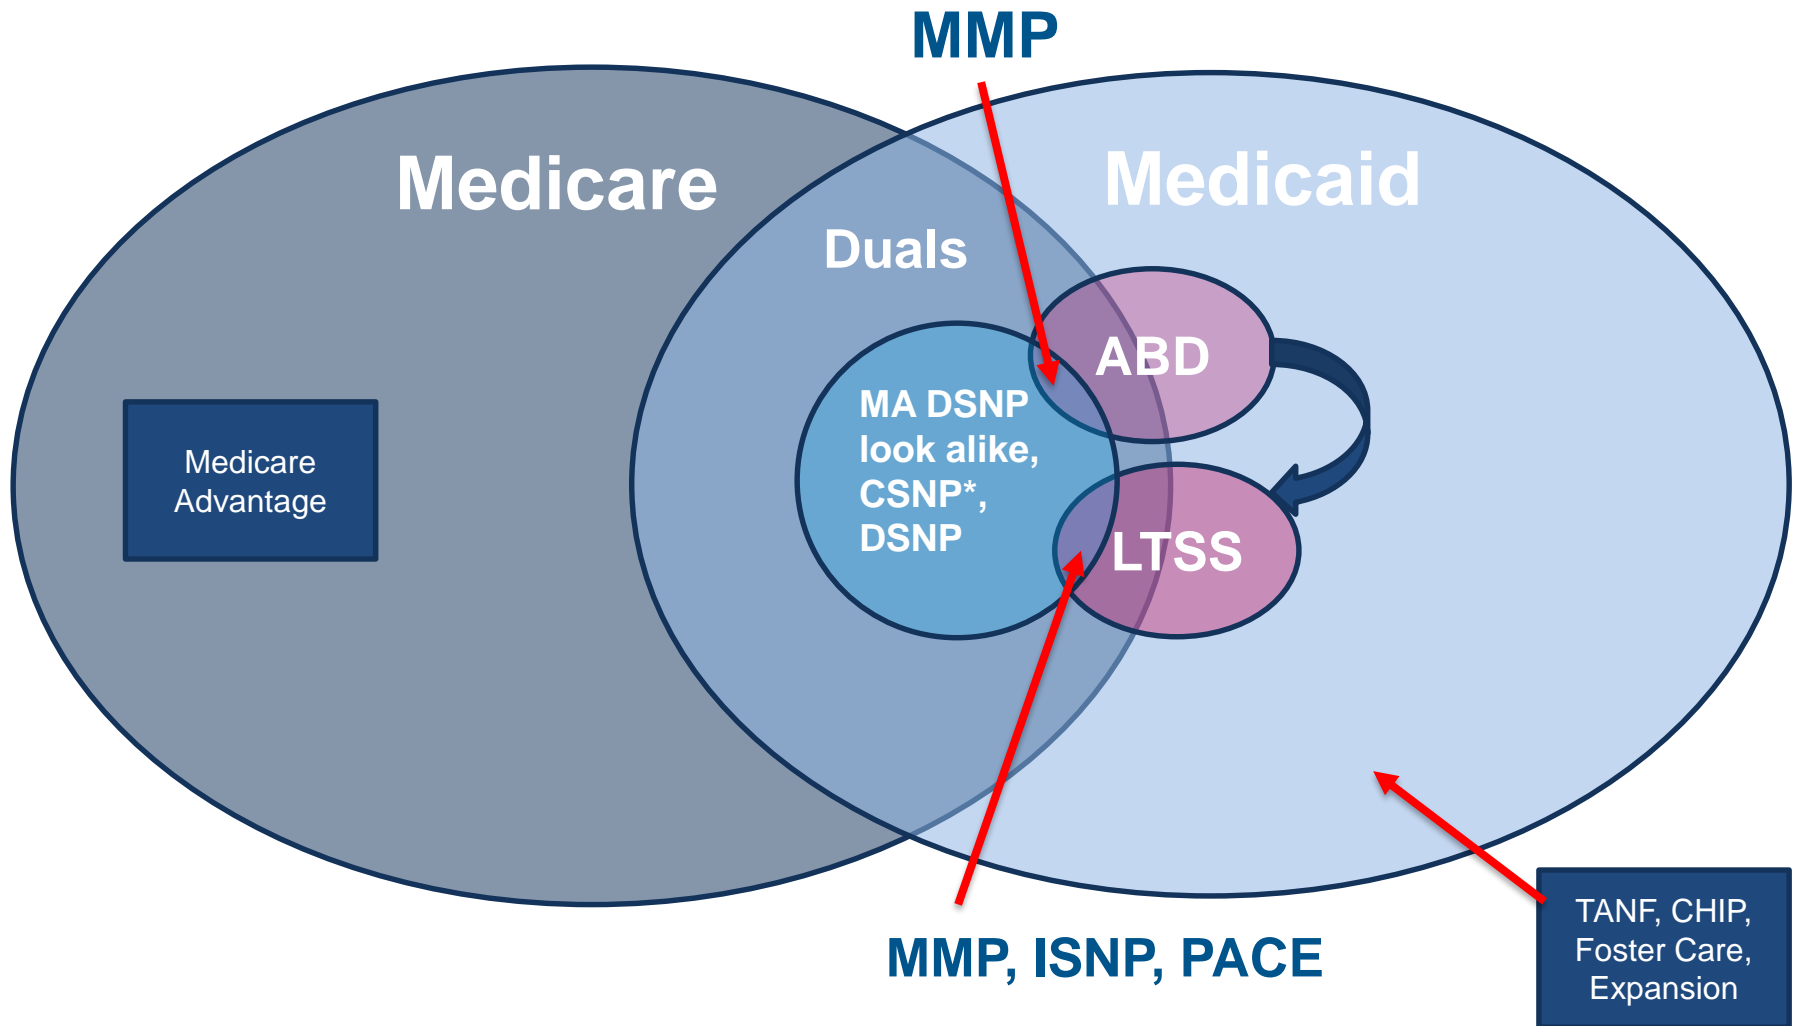 MMP
Medicare
Medicaid
Duals
ABD
MA DSNP
look alike,
CSNP*,
DSNP
Medicare
Advantage
LTSS
TANF, CHIP,
Foster Care,
Expansion
MMP, ISNP, PACE